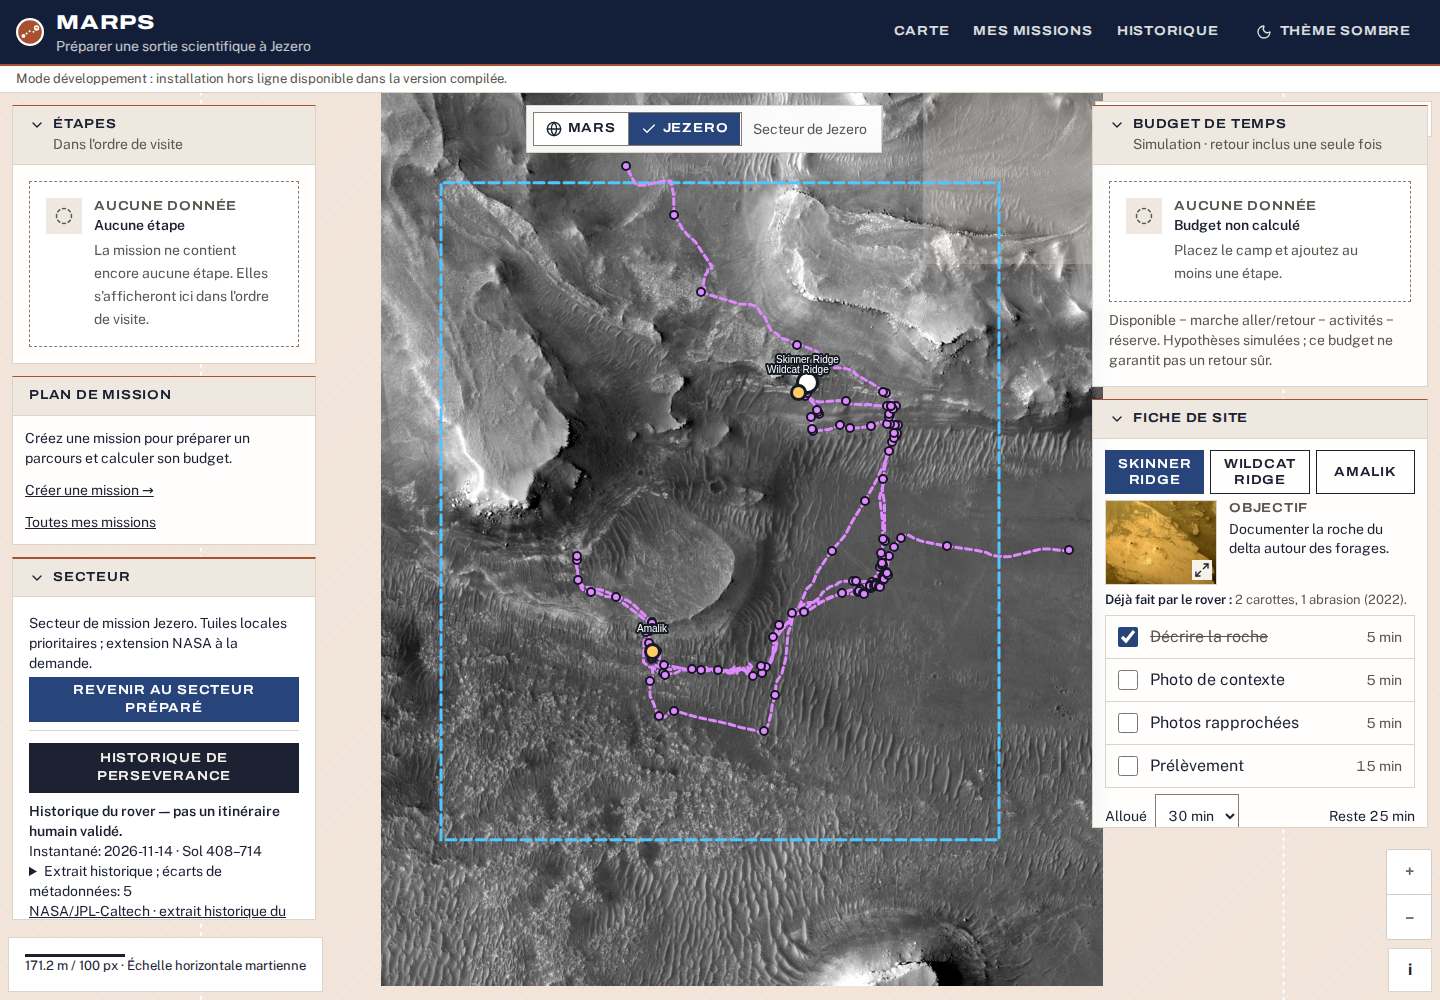 MARPS
Préparer une sortie scientifique à Jezero
CARTE
MES MISSIONS
HISTORIQUE
THÈME SOMBRE
Mode développement : installation hors ligne disponible dans la version compilée.
ÉTAPES
Dans l'ordre de visite
AUCUNE DONNÉE
Aucune étape
La mission ne contient
encore aucune étape. Elles
s'afficheront ici dans l'ordre
de visite.
PLAN DE MISSION
Créez une mission pour préparer un
parcours et calculer son budget.
Créer une mission →
Toutes mes missions
SECTEUR
Secteur de mission Jezero. Tuiles locales
prioritaires ; extension NASA à la
demande.
REVENIR AU SECTEUR
PRÉPARÉ
HISTORIQUE DE
PERSEVERANCE
Historique du rover — pas un itinéraire
humain validé.
Instantané: 2026-11-14 · Sol 408–714
▶ Extrait historique ; écarts de
métadonnées: 5
NASA/JPL-Caltech · extrait historique du
171.2 m / 100 px · Échelle horizontale martienne
MARS
JEZERO
Secteur de Jezero
Skinner Ridge
Wildcat Ridge
Amalik
BUDGET DE TEMPS
Simulation · retour inclus une seule fois
AUCUNE DONNÉE
Budget non calculé
Placez le camp et ajoutez au
moins une étape.
Disponible − marche aller/retour − activités −
réserve. Hypothèses simulées ; ce budget ne
garantit pas un retour sûr.
FICHE DE SITE
SKINNER
RIDGE
WILDCAT
RIDGE
AMALIK
OBJECTIF
Documenter la roche du
delta autour des forages.
Déjà fait par le rover : 2 carottes, 1 abrasion (2022).
Décrire la roche 5 min
Photo de contexte 5 min
Photos rapprochées 5 min
Prélèvement 15 min
Alloué 30 min Reste 25 min
+
−
i